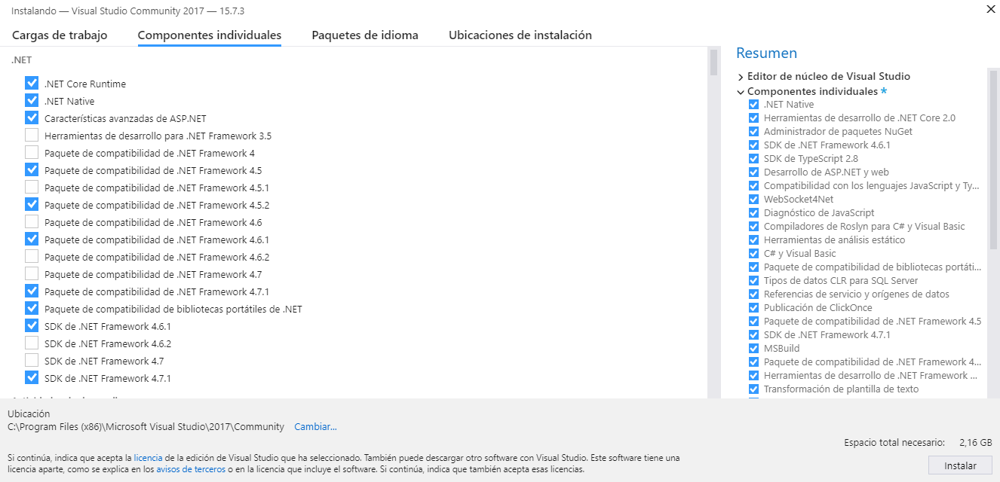 Instalando — Visual Studio Community 2017 — 15.7.3
Cargas de trabajo
Componentes individuales
Paquetes de idioma
Ubicaciones de instalación
.NET
.NET Core Runtime
.NET Native
Características avanzadas de ASP.NET
Herramientas de desarrollo para .NET Framework 3.5
Paquete de compatibilidad de .NET Framework 4
Paquete de compatibilidad de .NET Framework 4.5
Paquete de compatibilidad de .NET Framework 4.5.1
Paquete de compatibilidad de .NET Framework 4.5.2
Paquete de compatibilidad de .NET Framework 4.6
Paquete de compatibilidad de .NET Framework 4.6.1
Paquete de compatibilidad de .NET Framework 4.6.2
Paquete de compatibilidad de .NET Framework 4.7
Paquete de compatibilidad de .NET Framework 4.7.1
Paquete de compatibilidad de bibliotecas portátiles de .NET
SDK de .NET Framework 4.6.1
SDK de .NET Framework 4.6.2
SDK de .NET Framework 4.7
SDK de .NET Framework 4.7.1
Resumen
Editor de núcleo de Visual Studio
Componentes individuales *
.NET Native
Herramientas de desarrollo de .NET Core 2.0
Administrador de paquetes NuGet
SDK de .NET Framework 4.6.1
SDK de TypeScript 2.8
Desarrollo de ASP.NET y web
Compatibilidad con los lenguajes JavaScript y Ty...
WebSocket4Net
Diagnóstico de JavaScript
Compiladores de Roslyn para C# y Visual Basic
Herramientas de análisis estático
C# y Visual Basic
Paquete de compatibilidad de bibliotecas portáti...
Tipos de datos CLR para SQL Server
Referencias de servicio y orígenes de datos
Publicación de ClickOnce
Paquete de compatibilidad de .NET Framework 4.5
SDK de .NET Framework 4.7.1
MSBuild
Paquete de compatibilidad de .NET Framework 4...
Herramientas de desarrollo de .NET Framework ...
Transformación de plantilla de texto
Ubicación
C:\Program Files (x86)\Microsoft Visual Studio\2017\Community Cambiar...
Espacio total necesario: 2,16 GB
Si continúa, indica que acepta la licencia de la edición de Visual Studio que ha seleccionado. También puede descargar otro software con Visual Studio. Este software tiene una
licencia aparte, como se explica en los avisos de terceros o en la licencia que incluye el software. Si continúa, indica que también acepta esas licencias.
Instalar